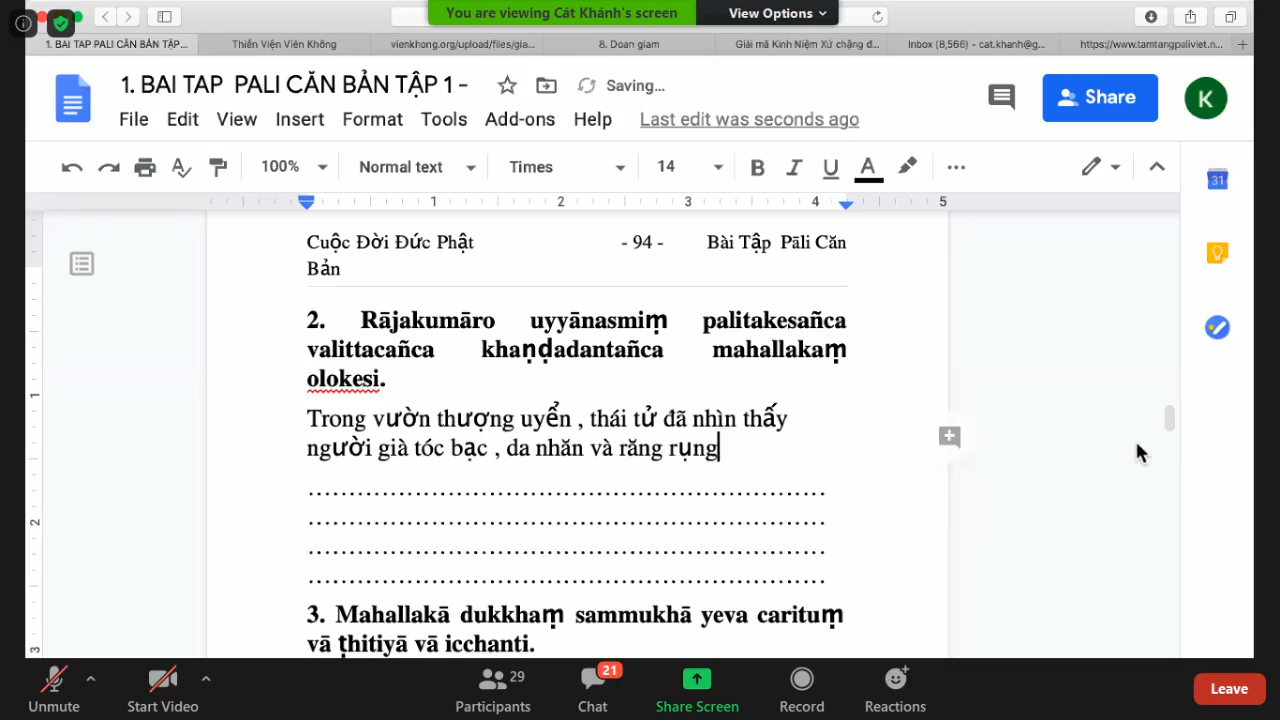 You are viewing Cát Khánh's screen
View Options
1. BAI TAP PALI CĂN BẢN TẬP...
Thiền Viện Viên Không
vienkhong.org/upload/files/gia...
8. Doan giam
Giải mã Kinh Niệm Xứ chặng đ...
Inbox (8,566) - cat.khanh@g...
https://www.tamtangpaliviet.n...
1. BAI TAP PALI CĂN BẢN TẬP 1 -
Saving...
Share
K
File Edit View Insert Format Tools Add-ons Help Last edit was seconds ago
100% Normal text Times 14 B I U A
31
1 2 3 4 5
Cuộc Đời Đức Phật - 94 - Bài Tập Pāli Căn
Bản
2. Rājakumāro uyyānasmiṃ palitakesañca
valittacañca khaṇḍadantañca mahallakaṃ
olokesi.
Trong vườn thượng uyển , thái tử đã nhìn thấy
người già tóc bạc , da nhăn và răng rụng
................................................................
................................................................
................................................................
................................................................
3. Mahallakā dukkhaṃ sammukhā yeva carituṃ
vā ṭhitiyā vā icchanti.
1
2
3
Unmute
Start Video
Participants 29
Chat 21
Share Screen
Record
Reactions
Leave